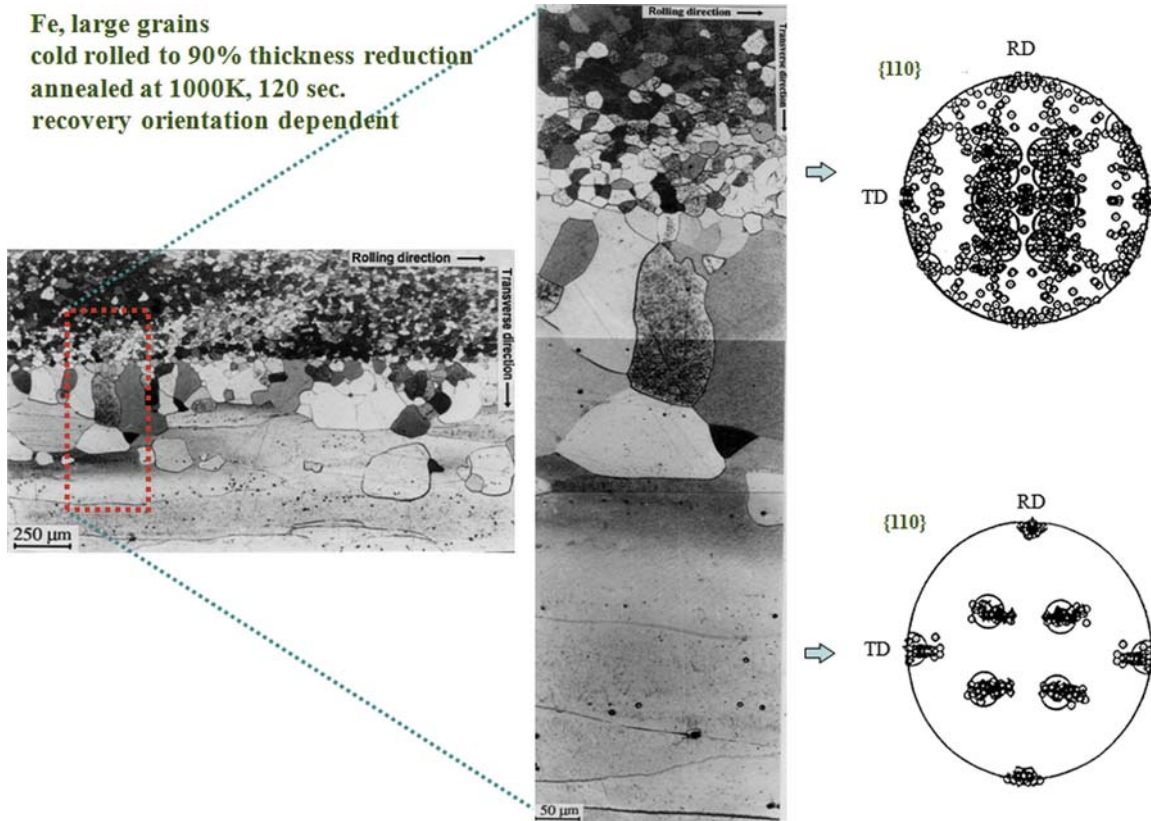 Fe, large grains
cold rolled to 90% thickness reduction
annealed at 1000K, 120 sec.
recovery orientation dependent
Rolling direction
Transverse direction
250 μm
Rolling direction
Transverse direction
50 μm
{110}
RD
TD
{110}
RD
TD